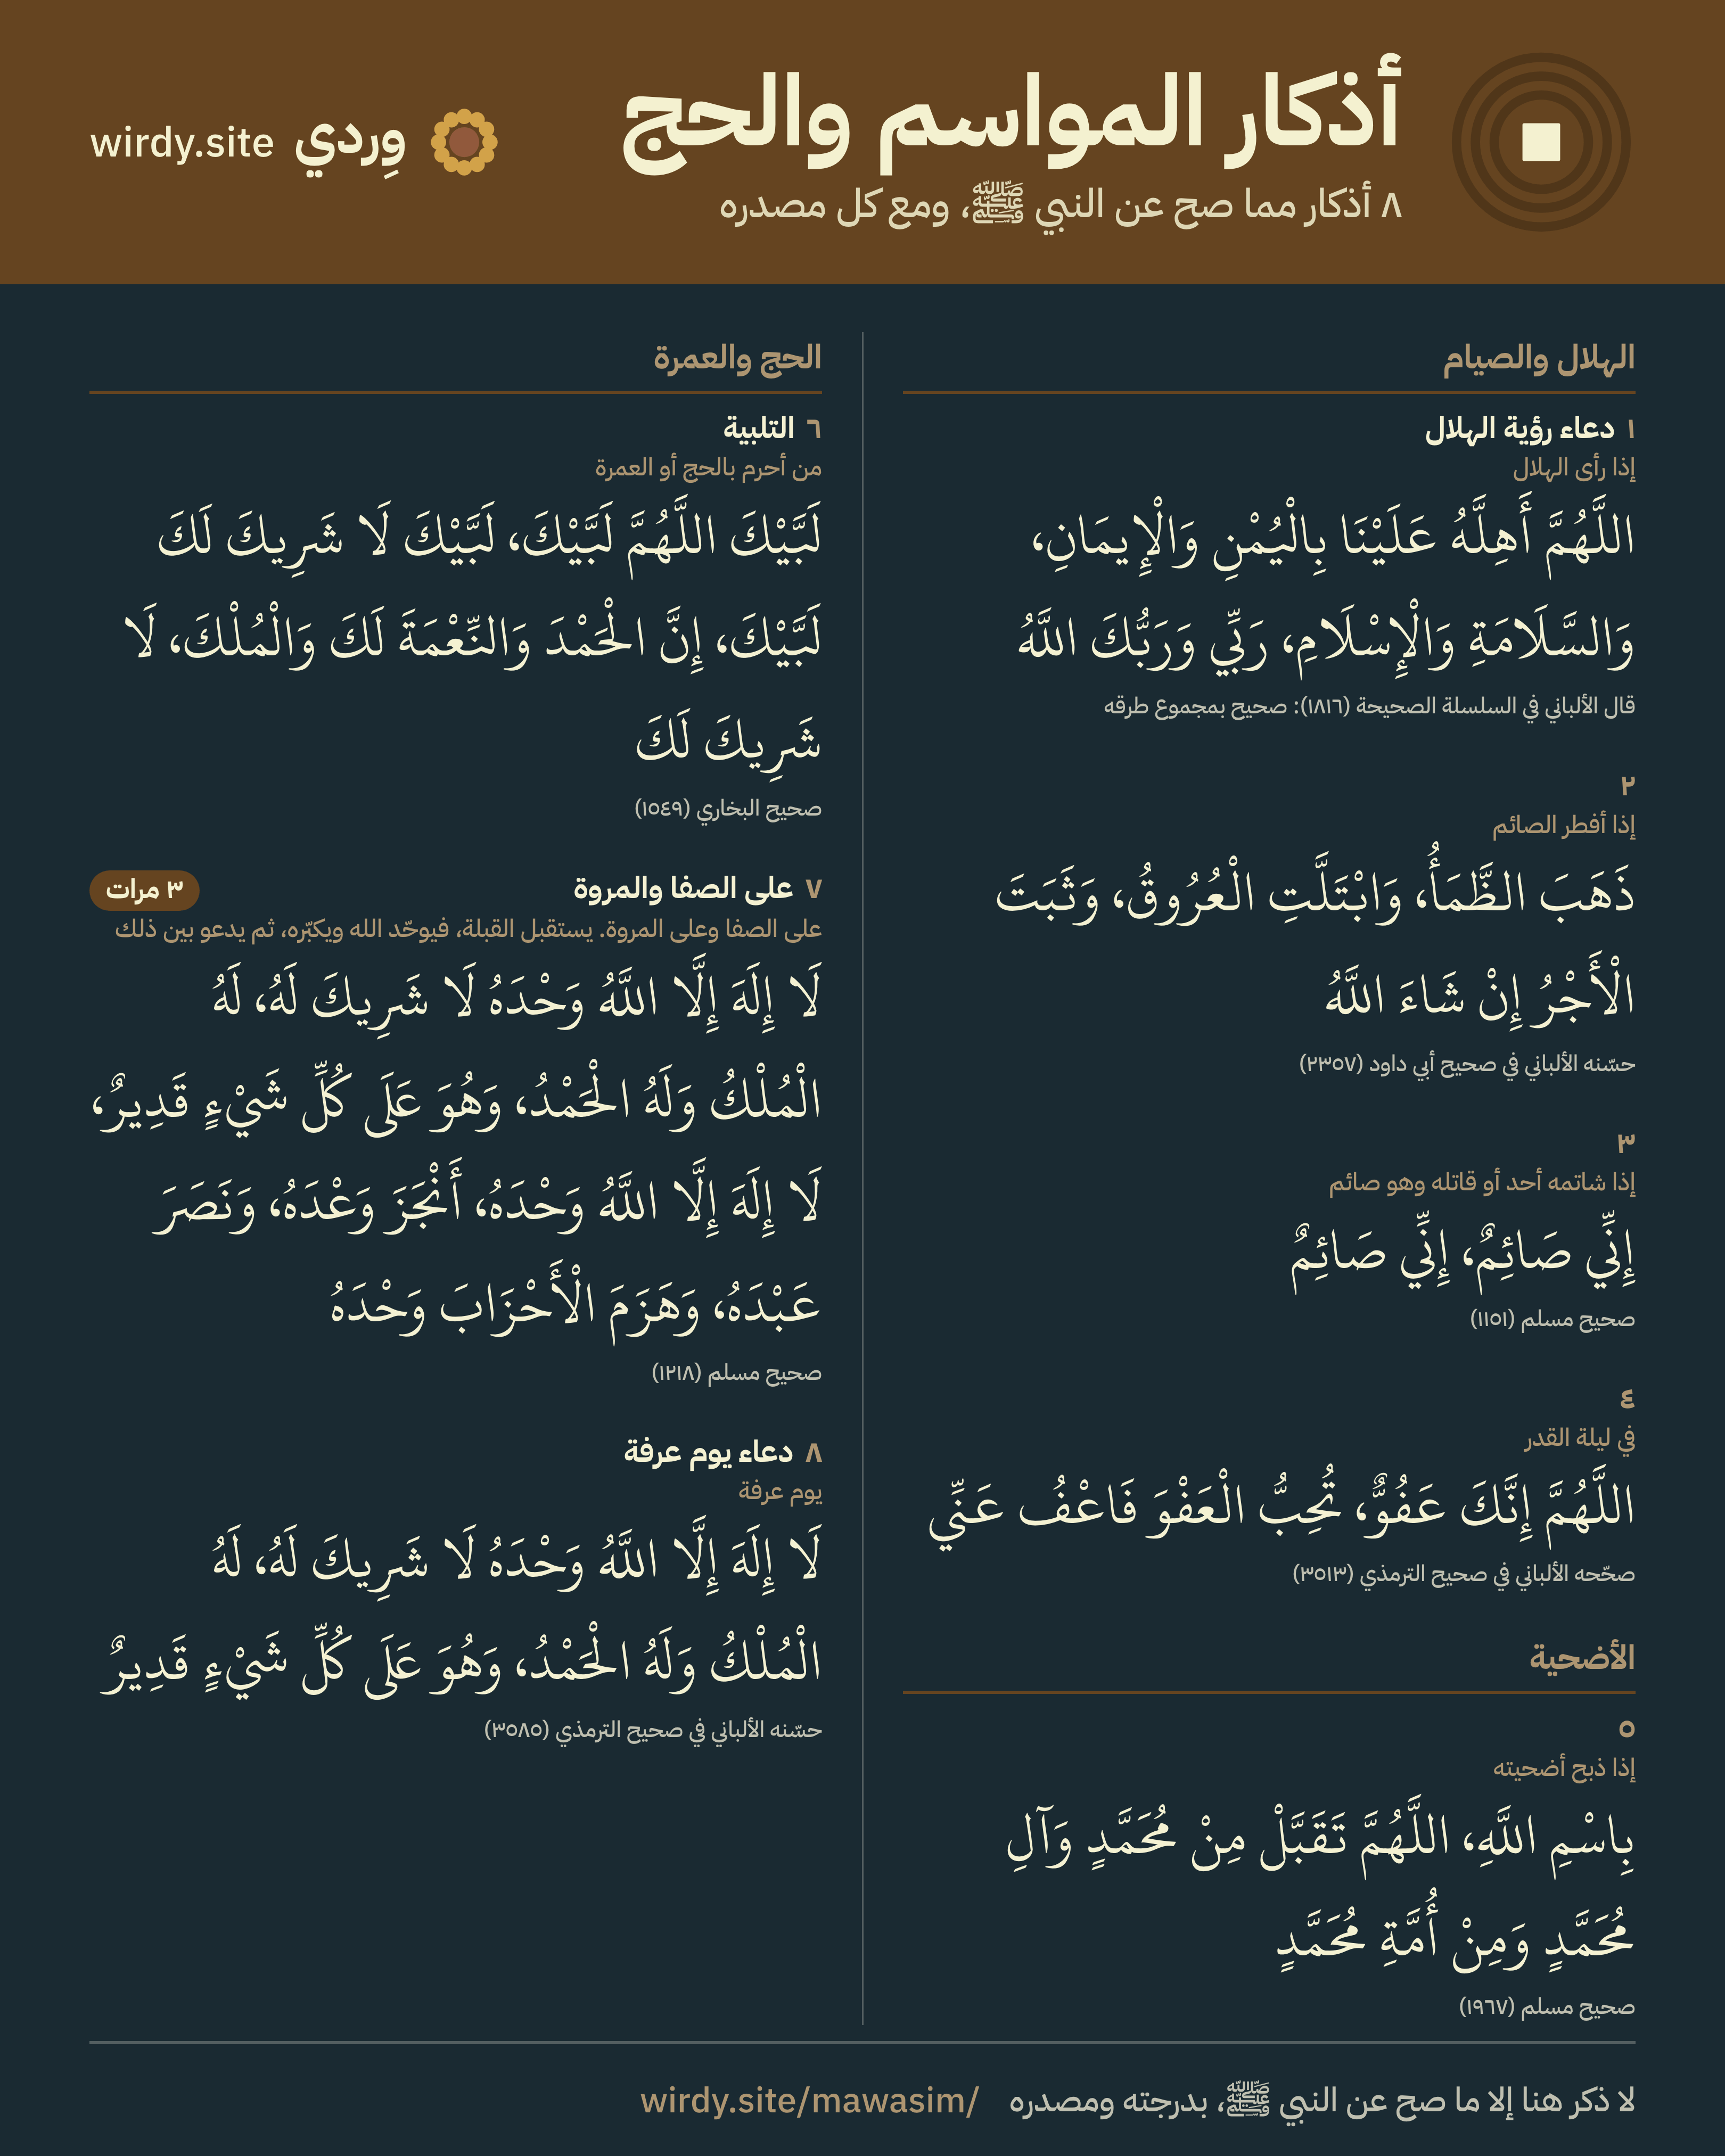 أذكار المواسم والحج
٨ أذكار مما صح عن النبي ﷺ، ومع كل مصدره
وِردي wirdy.site
الهلال والصيام
١ دعاء رؤية الهلال
إذا رأى الهلال
اللَّهُمَّ أَهِلَّهُ عَلَيْنَا بِالْيُمْنِ وَالْإِيمَانِ،
وَالسَّلَامَةِ وَالْإِسْلَامِ، رَبِّي وَرَبُّكَ اللَّهُ
قال الألباني في السلسلة الصحيحة (١٨١٦): صحيح بمجموع طرقه
٢
إذا أفطر الصائم
ذَهَبَ الظَّمَأُ، وَابْتَلَّتِ الْعُرُوقُ، وَثَبَتَ
الْأَجْرُ إِنْ شَاءَ اللَّهُ
حسّنه الألباني في صحيح أبي داود (٢٣٥٧)
٣
إذا شاتمه أحد أو قاتله وهو صائم
إِنِّي صَائِمٌ، إِنِّي صَائِمٌ
صحيح مسلم (١١٥١)
٤
في ليلة القدر
اللَّهُمَّ إِنَّكَ عَفُوٌّ، تُحِبُّ الْعَفْوَ فَاعْفُ عَنِّي
صحّحه الألباني في صحيح الترمذي (٣٥١٣)
الأضحية
٥
إذا ذبح أضحيته
بِاسْمِ اللَّهِ، اللَّهُمَّ تَقَبَّلْ مِنْ مُحَمَّدٍ وَآلِ
مُحَمَّدٍ وَمِنْ أُمَّةِ مُحَمَّدٍ
صحيح مسلم (١٩٦٧)
الحج والعمرة
٦ التلبية
من أحرم بالحج أو العمرة
لَبَّيْكَ اللَّهُمَّ لَبَّيْكَ، لَبَّيْكَ لَا شَرِيكَ لَكَ
لَبَّيْكَ، إِنَّ الْحَمْدَ وَالنِّعْمَةَ لَكَ وَالْمُلْكَ، لَا
شَرِيكَ لَكَ
صحيح البخاري (١٥٤٩)
٧ على الصفا والمروة ٣ مرات
على الصفا وعلى المروة. يستقبل القبلة، فيوحّد الله ويكبّره، ثم يدعو بين ذلك
لَا إِلَهَ إِلَّا اللَّهُ وَحْدَهُ لَا شَرِيكَ لَهُ، لَهُ
الْمُلْكُ وَلَهُ الْحَمْدُ، وَهُوَ عَلَى كُلِّ شَيْءٍ قَدِيرٌ،
لَا إِلَهَ إِلَّا اللَّهُ وَحْدَهُ، أَنْجَزَ وَعْدَهُ، وَنَصَرَ
عَبْدَهُ، وَهَزَمَ الْأَحْزَابَ وَحْدَهُ
صحيح مسلم (١٢١٨)
٨ دعاء يوم عرفة
يوم عرفة
لَا إِلَهَ إِلَّا اللَّهُ وَحْدَهُ لَا شَرِيكَ لَهُ، لَهُ
الْمُلْكُ وَلَهُ الْحَمْدُ، وَهُوَ عَلَى كُلِّ شَيْءٍ قَدِيرٌ
حسّنه الألباني في صحيح الترمذي (٣٥٨٥)
لا ذكر هنا إلا ما صح عن النبي ﷺ، بدرجته ومصدره wirdy.site/mawasim/